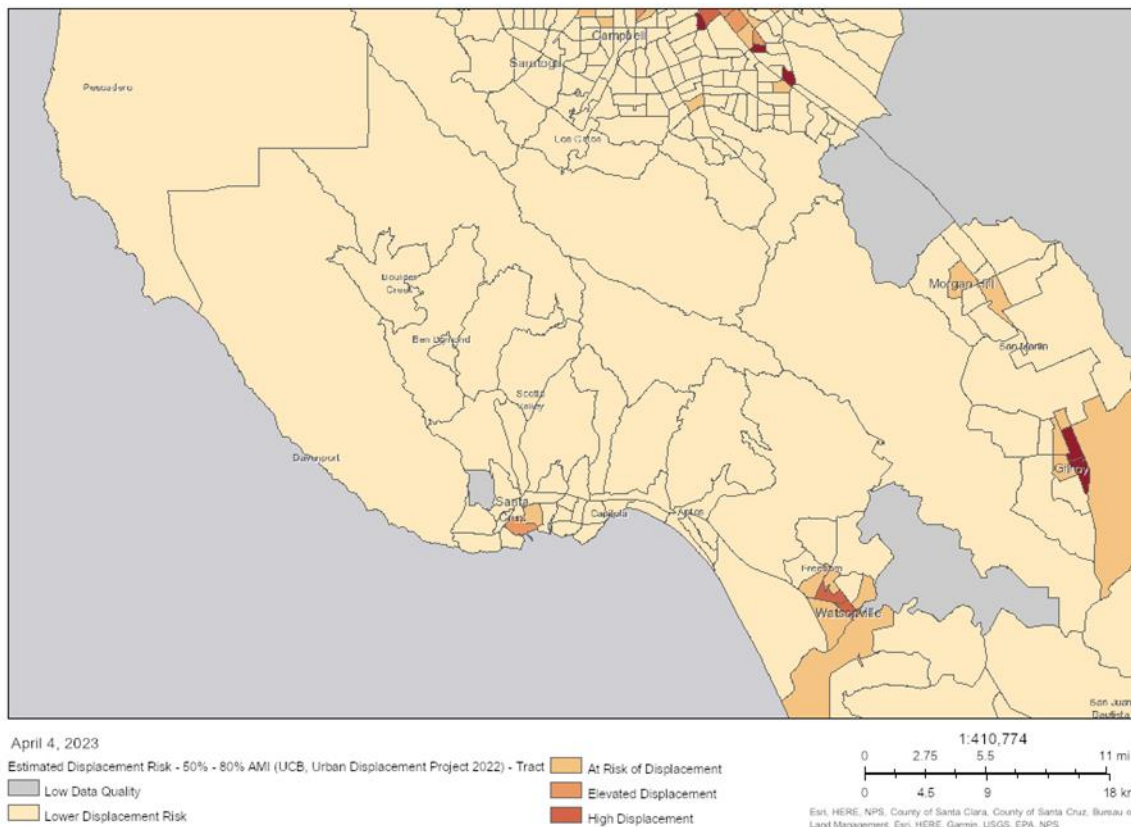 Campbell
Saratoga
Pescadero
Los Gatos
Boulder
Creek
Morgan Hill
Ben Lomond
San Martin
Scotts
Valley
Davenport
Gilroy
Santa
Cruz
Capitola
Aptos
Freedom
Watsonville
San Juan
Bautista
April 4, 2023
Estimated Displacement Risk - 50% - 80% AMI (UCB, Urban Displacement Project 2022) - Tract
Low Data Quality
Lower Displacement Risk
At Risk of Displacement
Elevated Displacement
High Displacement
1:410,774
0 2.75 5.5 11 mi
0 4.5 9 18 km
Esri, HERE, NPS, County of Santa Clara, County of Santa Cruz, Bureau of
Land Management, Esri, HERE, Garmin, USGS, EPA, NPS